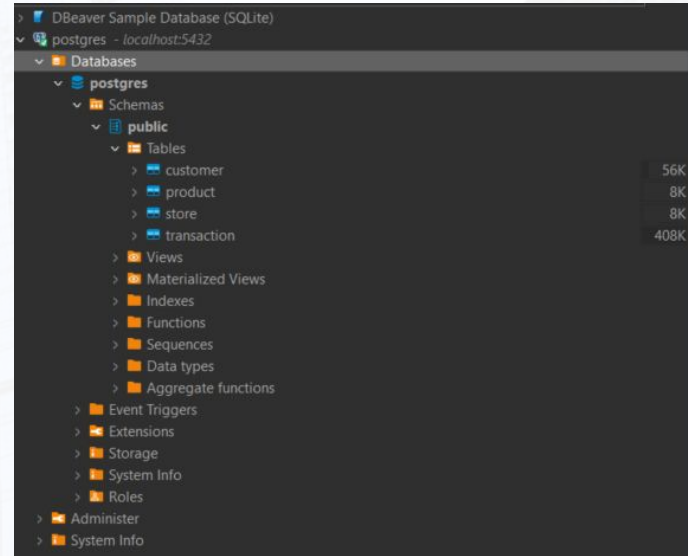 DBeaver Sample Database (SQLite)
postgres - localhost:5432
Databases
postgres
Schemas
public
Tables
customer 56K
product 8K
store 8K
transaction 408K
Views
Materialized Views
Indexes
Functions
Sequences
Data types
Aggregate functions
Event Triggers
Extensions
Storage
System Info
Roles
Administer
System Info